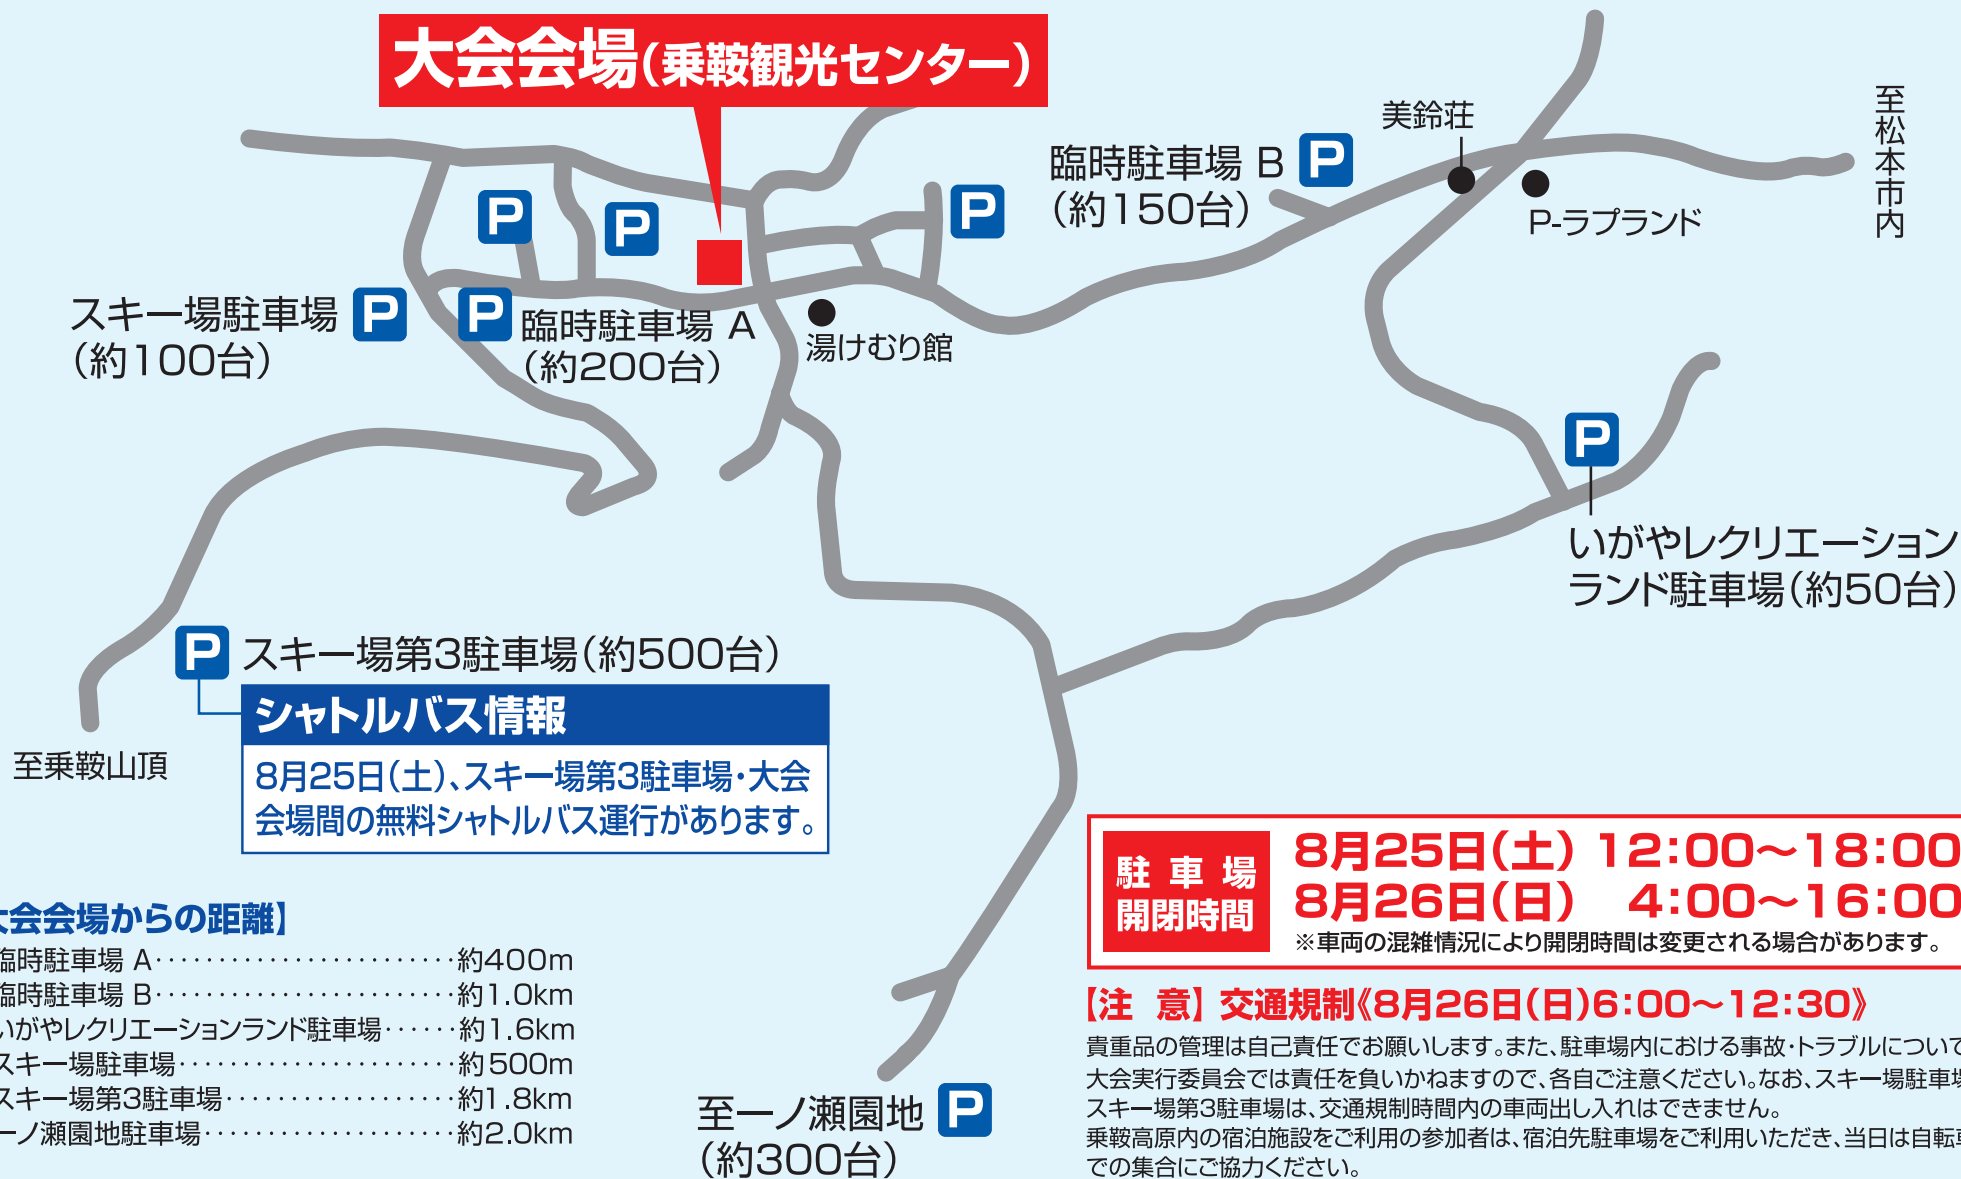 大会会場(乗鞍観光センター)
美鈴荘
至松本市内
P
臨時駐車場 B
(約150台)
P
P
P
P-ラプランド
スキー場駐車場
(約100台)
P
P
臨時駐車場 A
(約200台)
湯けむり館
P
いがやレクリエーション
ランド駐車場(約50台)
P
スキー場第3駐車場(約500台)
シャトルバス情報
8月25日(土)、スキー場第3駐車場・大会
会場間の無料シャトルバス運行があります。
至乗鞍山頂
大会会場からの距離】
臨時駐車場 A・・・・・・・・・・・・・・・・・・・・・・・約400m
臨時駐車場 B・・・・・・・・・・・・・・・・・・・・・・・約1.0km
いがやレクリエーションランド駐車場・・・・・・約1.6km
スキー場駐車場・・・・・・・・・・・・・・・・・・・・・約500m
スキー場第3駐車場・・・・・・・・・・・・・・・・・・約1.8km
一ノ瀬園地駐車場・・・・・・・・・・・・・・・・・・・約2.0km
至一ノ瀬園地
(約300台)
P
駐車場
開閉時間
8月25日(土) 12:00〜18:00
8月26日(日) 4:00〜16:00
※車両の混雑情況により開閉時間は変更される場合があります。
【注 意】 交通規制《8月26日(日)6:00〜12:30》
貴重品の管理は自己責任でお願いします。また、駐車場内における事故・トラブルについて
大会実行委員会では責任を負いかねますので、各自ご注意ください。なお、スキー場駐車場
スキー場第3駐車場は、交通規制時間内の車両出し入れはできません。
乗鞍高原内の宿泊施設をご利用の参加者は、宿泊先駐車場をご利用いただき、当日は自転車
での集合にご協力ください。